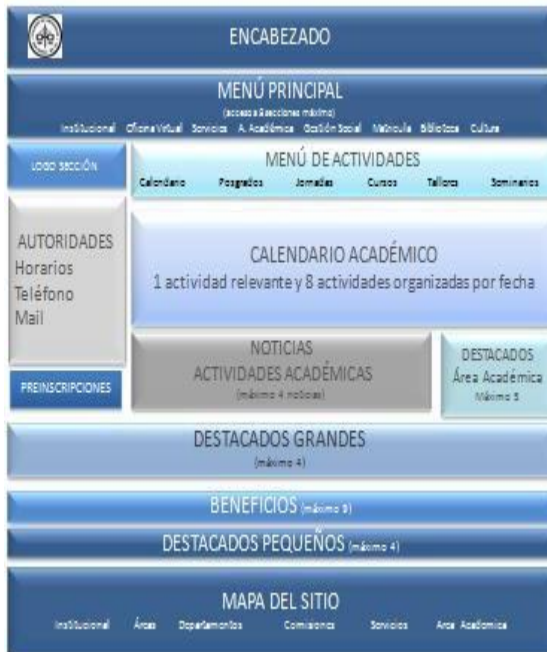 ENCABEZADO
MENÚ PRINCIPAL
(acceso a 8 secciones máximo)
Institucional Oficina Virtual Servicios A. Académica Gestión Social Matricula Biblioteca Cultura
LOGO SECCIÓN
MENÚ DE ACTIVIDADES
Calendario Posgrados Jornadas Cursos Talleres Seminarios
AUTORIDADES
Horarios
Teléfono
Mail
CALENDARIO ACADÉMICO
1 actividad relevante y 8 actividades organizadas por fecha
PREINSCRIPCIONES
NOTICIAS
ACTIVIDADES ACADÉMICAS
(máximo 4 noticias)
DESTACADOS
Área Académica
Máximo
DESTACADOS GRANDES
(máximo 4)
BENEFICIOS (máximo
DESTACADOS PEQUEÑOS (máximo 4)
MAPA DEL SITIO
Institucional Áreas Departamentos Comisiones Servicios Area Academica